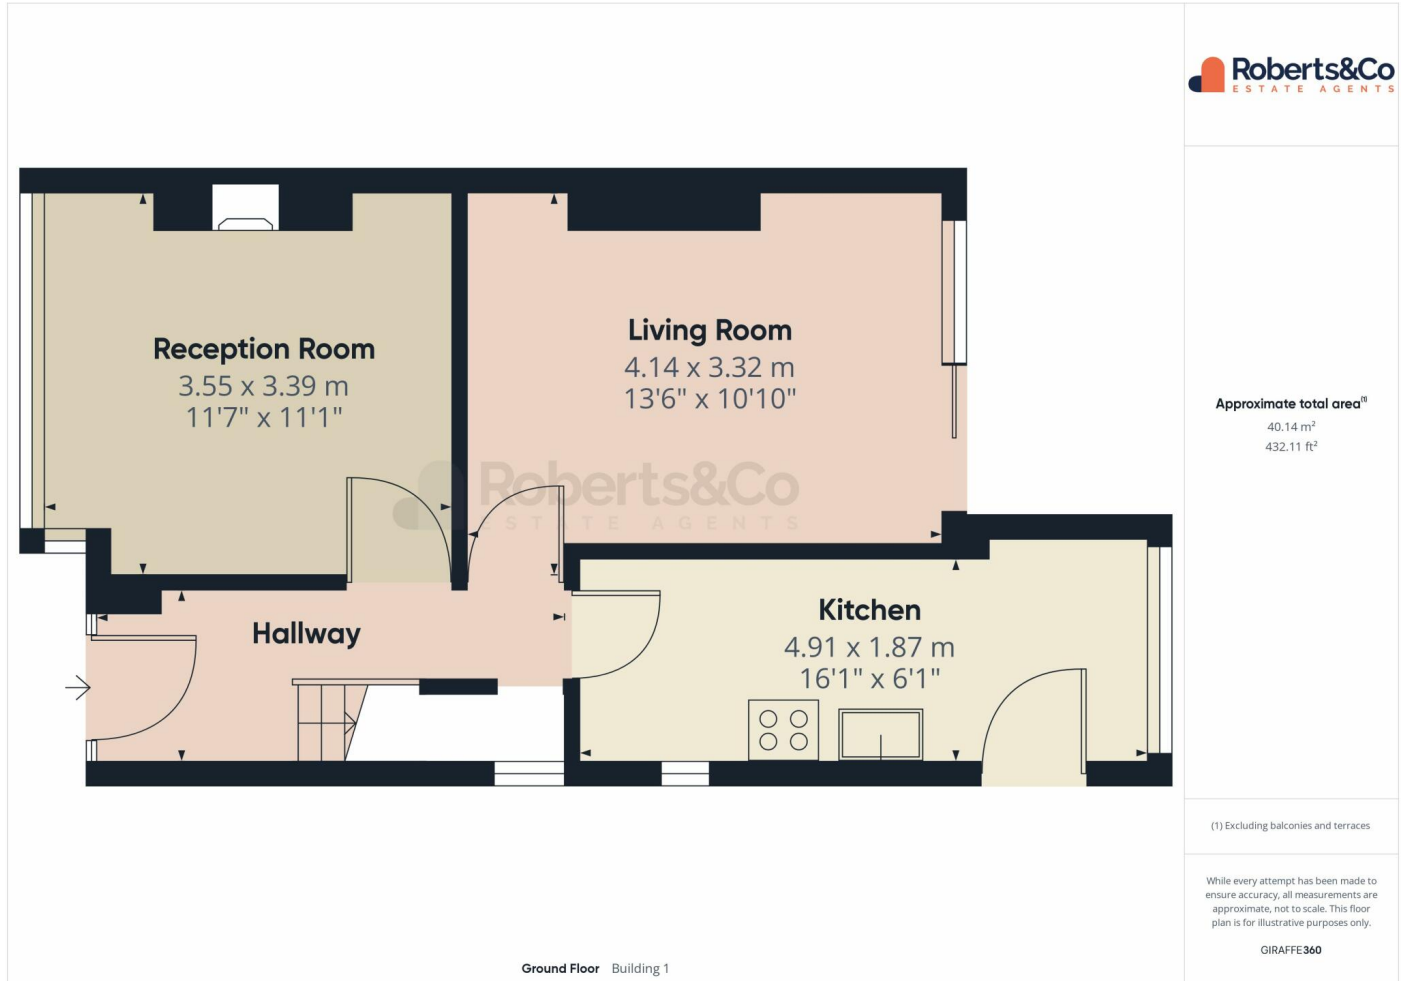 Roberts&Co
ESTATE AGENTS
Reception Room
3.55 x 3.39 m
11'7" x 11'1"
Living Room
4.14 x 3.32 m
13'6" x 10'10"
Roberts&Co
ESTATE AGENTS
Hallway
Kitchen
4.91 x 1.87 m
16'1" x 6'1"
Approximate total area(1)
40.14 m²
432.11 ft²
(1) Excluding balconies and terraces
While every attempt has been made to
ensure accuracy, all measurements are
approximate, not to scale. This floor
plan is for illustrative purposes only.
GIRAFFE360
Ground Floor Building 1